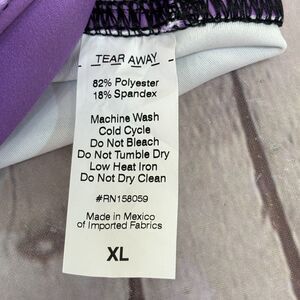 TEAR AWAY
82% Polyester
18% Spandex
Machine Wash
Cold Cycle
Do Not Bleach
Do Not Tumble Dry
Low Heat Iron
Do Not Dry Clean
#RN158059
Made in Mexico
of Imported Fabrics
XL